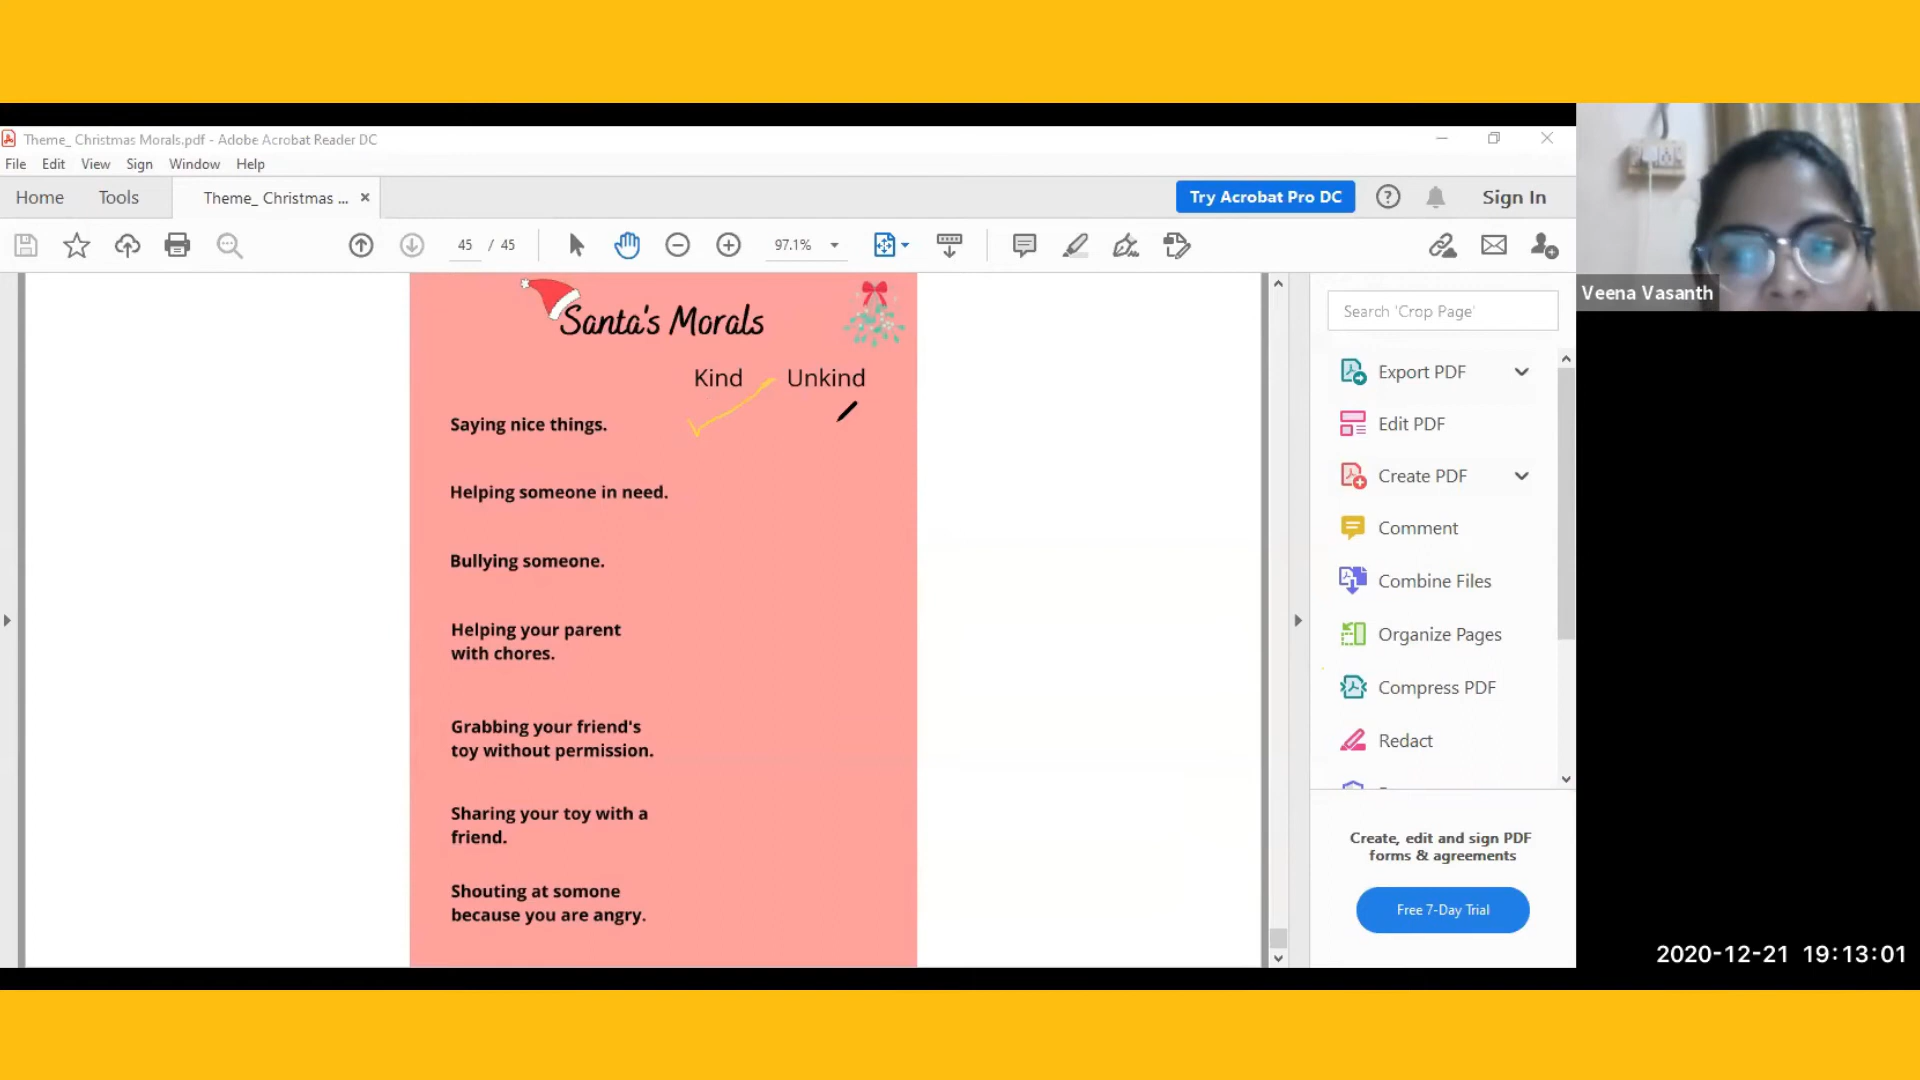 Theme_ Christmas Morals.pdf - Adobe Acrobat Reader DC
File Edit View Sign Window Help
Home Tools Theme_ Christmas ... × Try Acrobat Pro DC ? Sign In
45 / 45 97.1%
Veena Vasanth
Santa's Morals
Kind Unkind
Saying nice things.
Helping someone in need.
Bullying someone.
Helping your parent
with chores.
Grabbing your friend's
toy without permission.
Sharing your toy with a
friend.
Shouting at somone
because you are angry.
Search 'Crop Page'
Export PDF
Edit PDF
Create PDF
Comment
Combine Files
Organize Pages
Compress PDF
Redact
Create, edit and sign PDF
forms & agreements
Free 7-Day Trial
2020-12-21 19:13:01